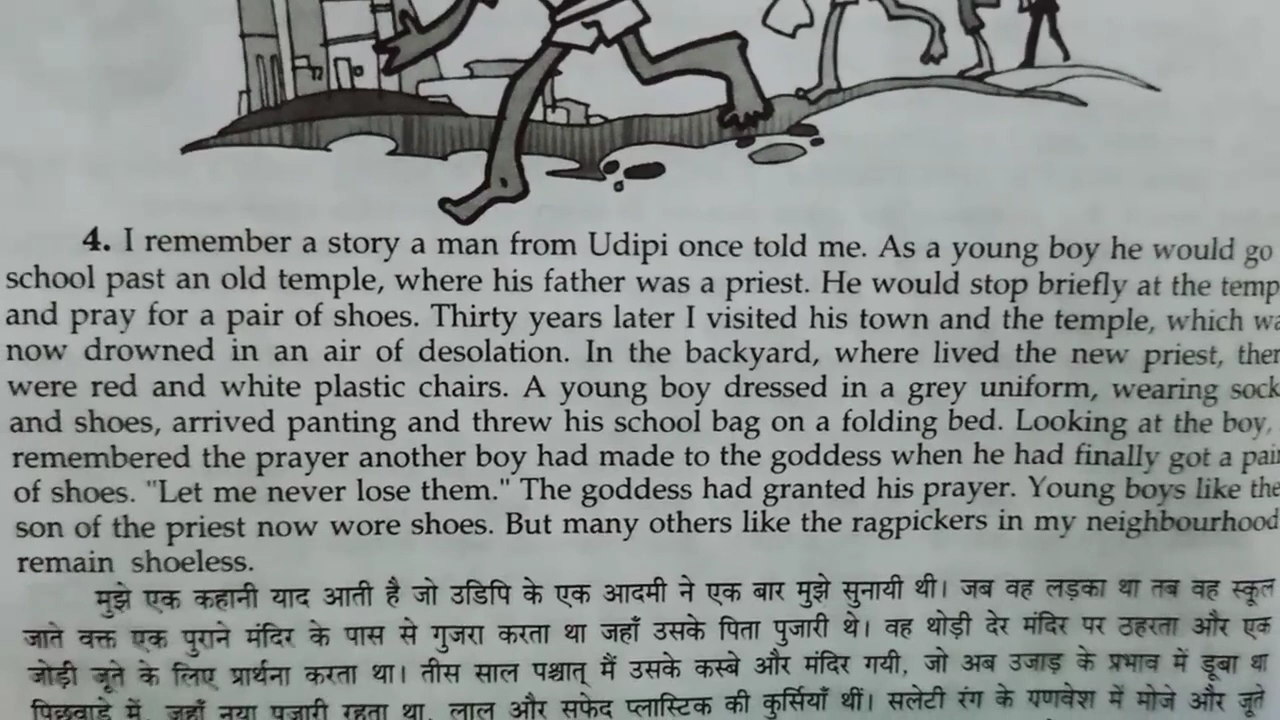 4. I remember a story a man from Udipi once told me. As a young boy he would go
school past an old temple, where his father was a priest. He would stop briefly at the temp
and pray for a pair of shoes. Thirty years later I visited his town and the temple, which wa
now drowned in an air of desolation. In the backyard, where lived the new priest, ther
were red and white plastic chairs. A young boy dressed in a grey uniform, wearing sock
and shoes, arrived panting and threw his school bag on a folding bed. Looking at the boy,
remembered the prayer another boy had made to the goddess when he had finally got a pair
of shoes. "Let me never lose them." The goddess had granted his prayer. Young boys like the
son of the priest now wore shoes. But many others like the ragpickers in my neighbourhood
remain shoeless.
मुझे एक कहानी याद आती है जो उडिपि के एक आदमी ने एक बार मुझे सुनायी थी। जब वह लड़का था तब वह स्कूल
जाते वक्त एक पुराने मंदिर के पास से गुजरा करता था जहाँ उसके पिता पुजारी थे। वह थोड़ी देर मंदिर पर ठहरता और एक
जोड़ी जूते के लिए प्रार्थना करता था। तीस साल पश्चात् मैं उसके कस्बे और मंदिर गयी, जो अब उजाड़ के प्रभाव में डूबा था
पिछवाड़े में, जहाँ नया पुजारी रहता था, लाल और सफेद प्लास्टिक की कुर्सियाँ थीं। सलेटी रंग के गणवेश में मोजे और जूते